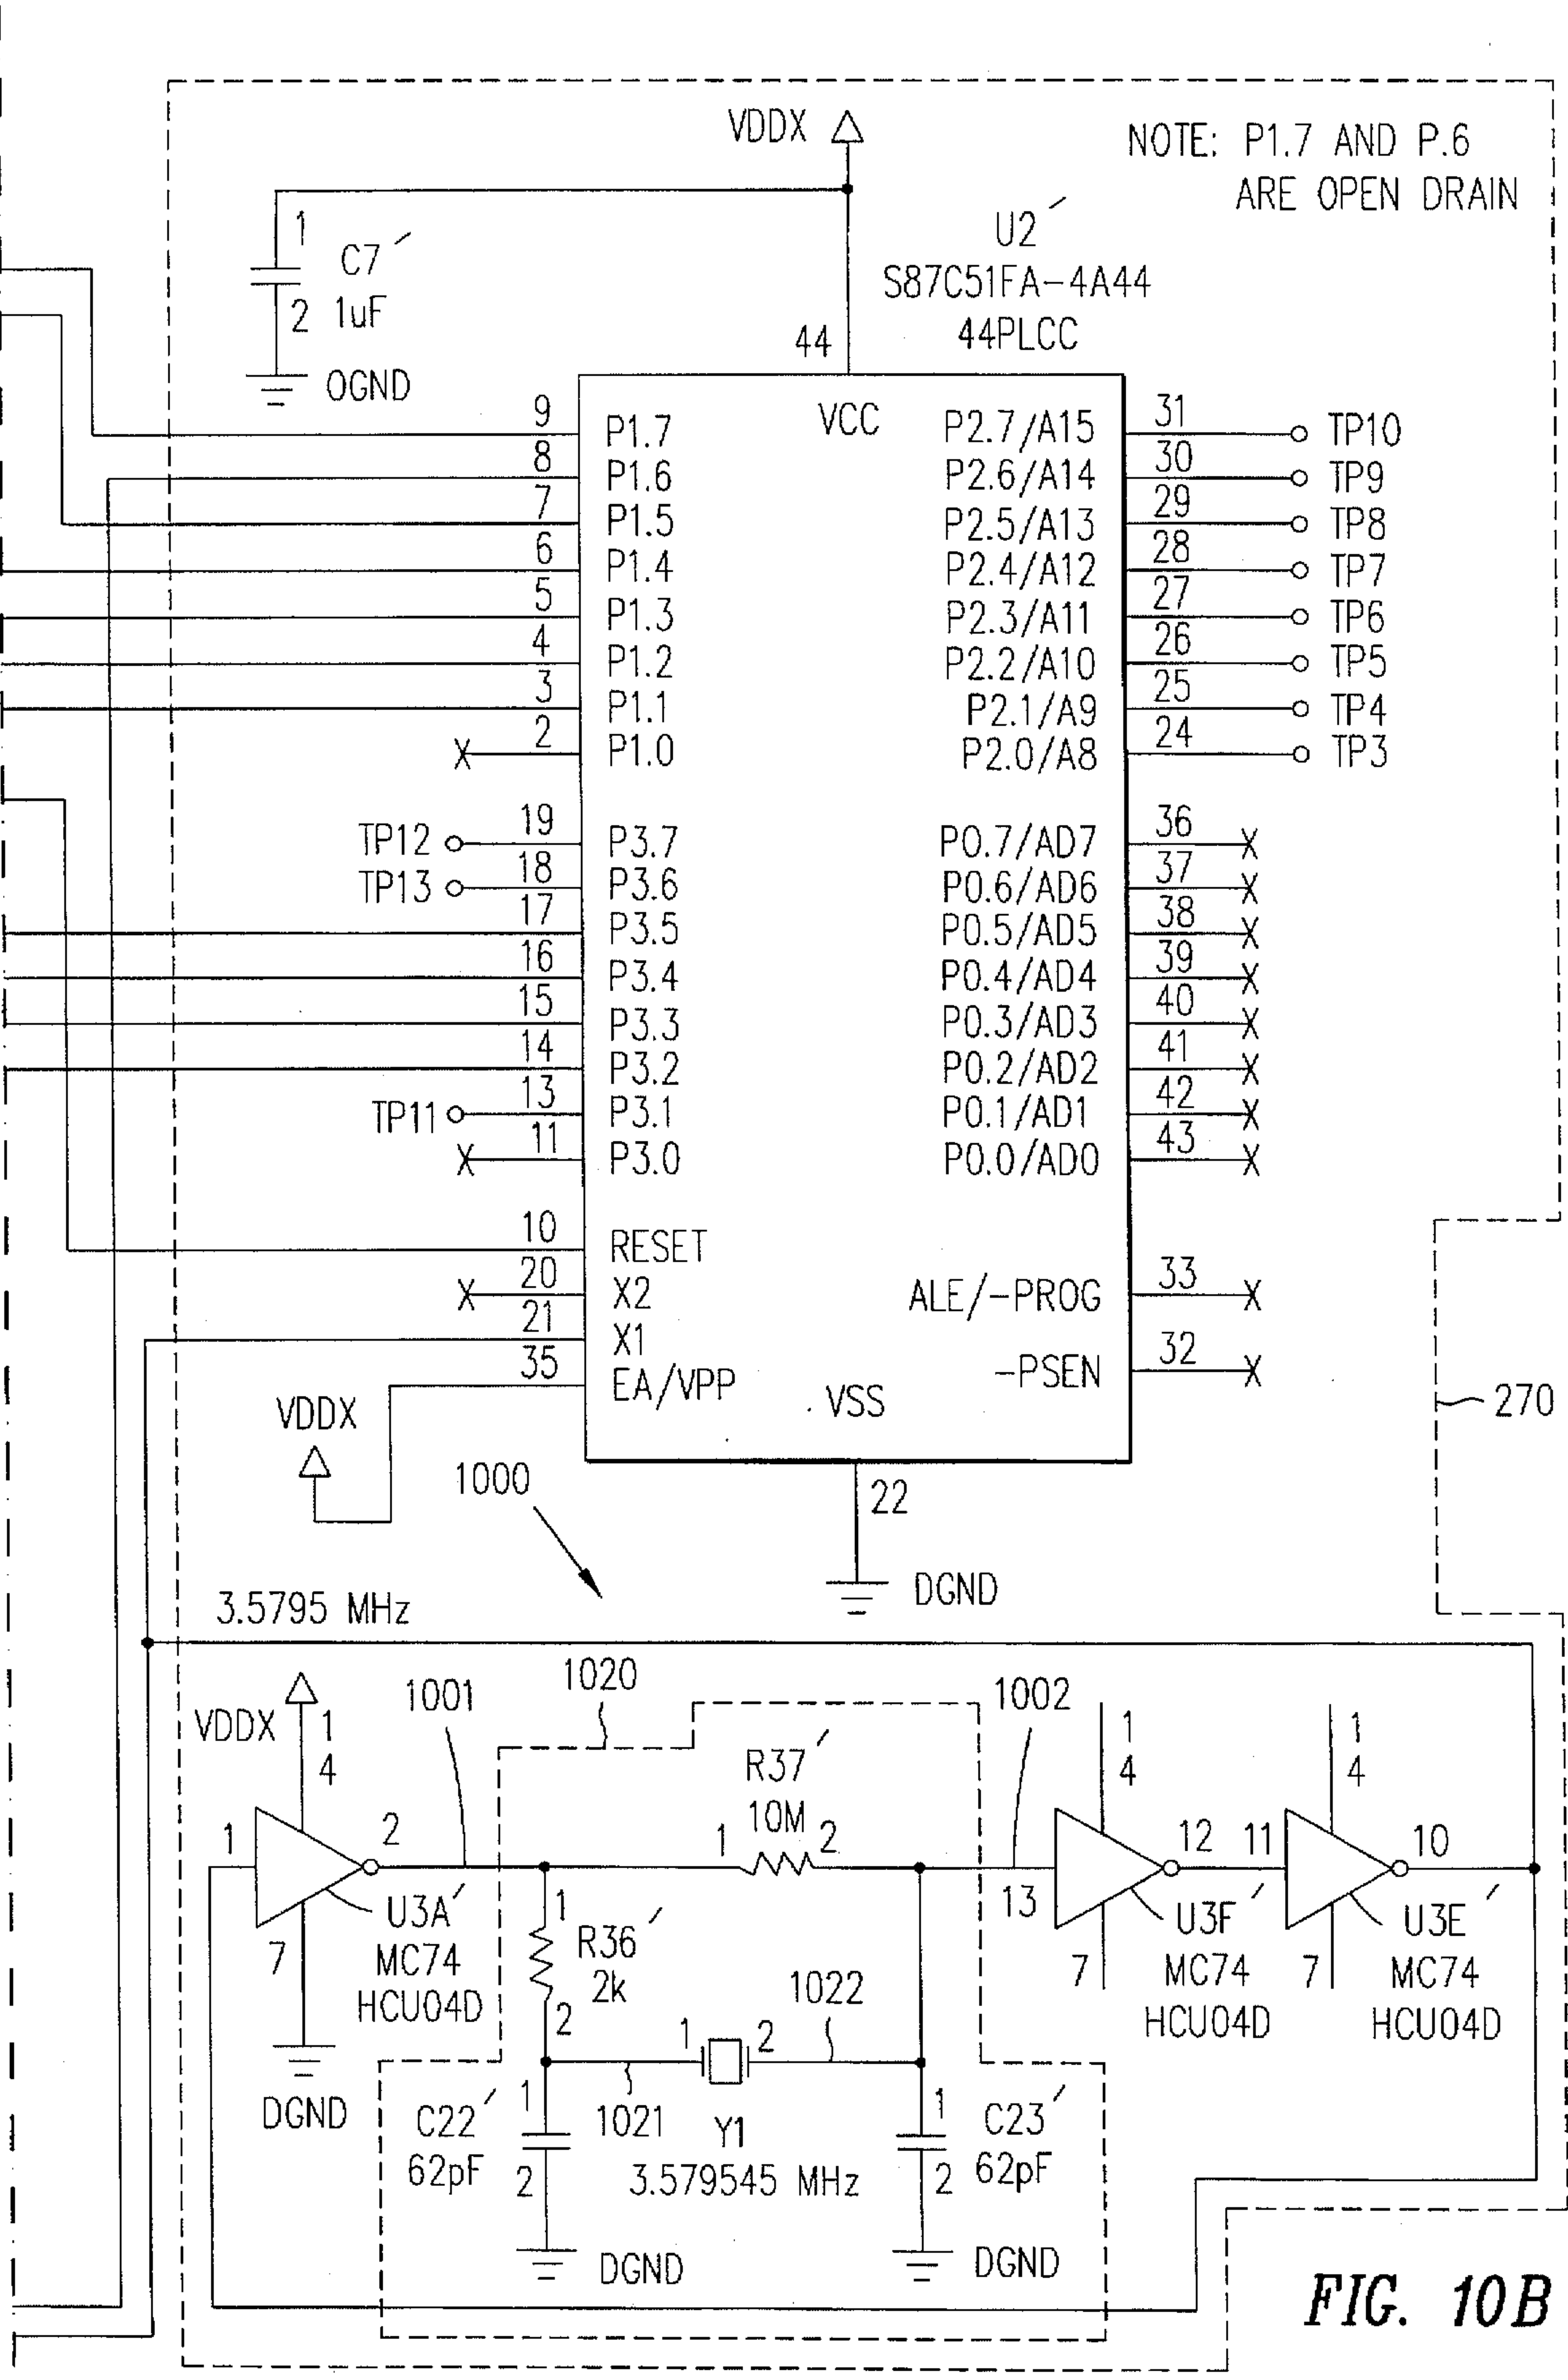 VDDX
NOTE: P1.7 AND P.6
ARE OPEN DRAIN
1
C7′
2 1uF
OGND
U2′
S87C51FA-4A44
44PLCC
44
VCC
9 P1.7
8 P1.6
7 P1.5
6 P1.4
5 P1.3
4 P1.2
3 P1.1
2 P1.0
X
P2.7/A15 31 TP10
P2.6/A14 30 TP9
P2.5/A13 29 TP8
P2.4/A12 28 TP7
P2.3/A11 27 TP6
P2.2/A10 26 TP5
P2.1/A9 25 TP4
P2.0/A8 24 TP3
TP12 19 P3.7
TP13 18 P3.6
17 P3.5
16 P3.4
15 P3.3
14 P3.2
TP11 13 P3.1
X 11 P3.0
P0.7/AD7 36 X
P0.6/AD6 37 X
P0.5/AD5 38 X
P0.4/AD4 39 X
P0.3/AD3 40 X
P0.2/AD2 41 X
P0.1/AD1 42 X
P0.0/AD0 43 X
10 RESET
X 20 X2
21 X1
35 EA/VPP
ALE/-PROG 33 X
-PSEN 32 X
VSS
VDDX
270
1000
22
DGND
3.5795 MHz
VDDX
1
4
1001
1020
1002
1
4
1
4
R37′
10M
1 2
1 2
U3A′
MC74
HCU04D
7
DGND
1
R36′
2k
2
13 12
U3F′
MC74
HCU04D
7
11 10
U3E′
MC74
HCU04D
7
1 2
1022
1021
Y1
3.579545 MHz
C22′
62pF
1
2
DGND
C23′
62pF
1
2
DGND
FIG. 10B